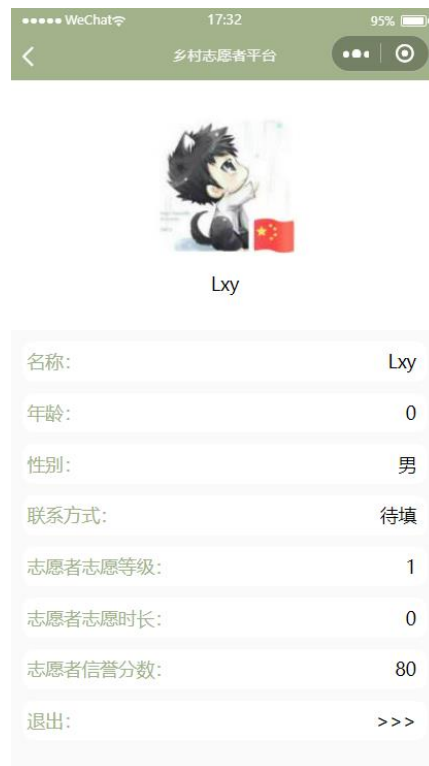 ●●●●● WeChat 17:32 95%
乡村志愿者平台
Lxy
名称： Lxy
年龄： 0
性别： 男
联系方式： 待填
志愿者志愿等级： 1
志愿者志愿时长： 0
志愿者信誉分数： 80
退出： >>>